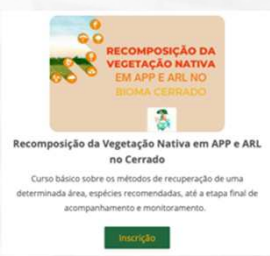 RECOMPOSIÇÃO DA
VEGETAÇÃO NATIVA
EM APP E ARL NO
BIOMA CERRADO
Recomposição da Vegetação Nativa em APP e ARL
no Cerrado
Curso básico sobre os métodos de recuperação de uma
determinada área, espécies recomendadas, até a etapa final de
acompanhamento e monitoramento.
Inscrição